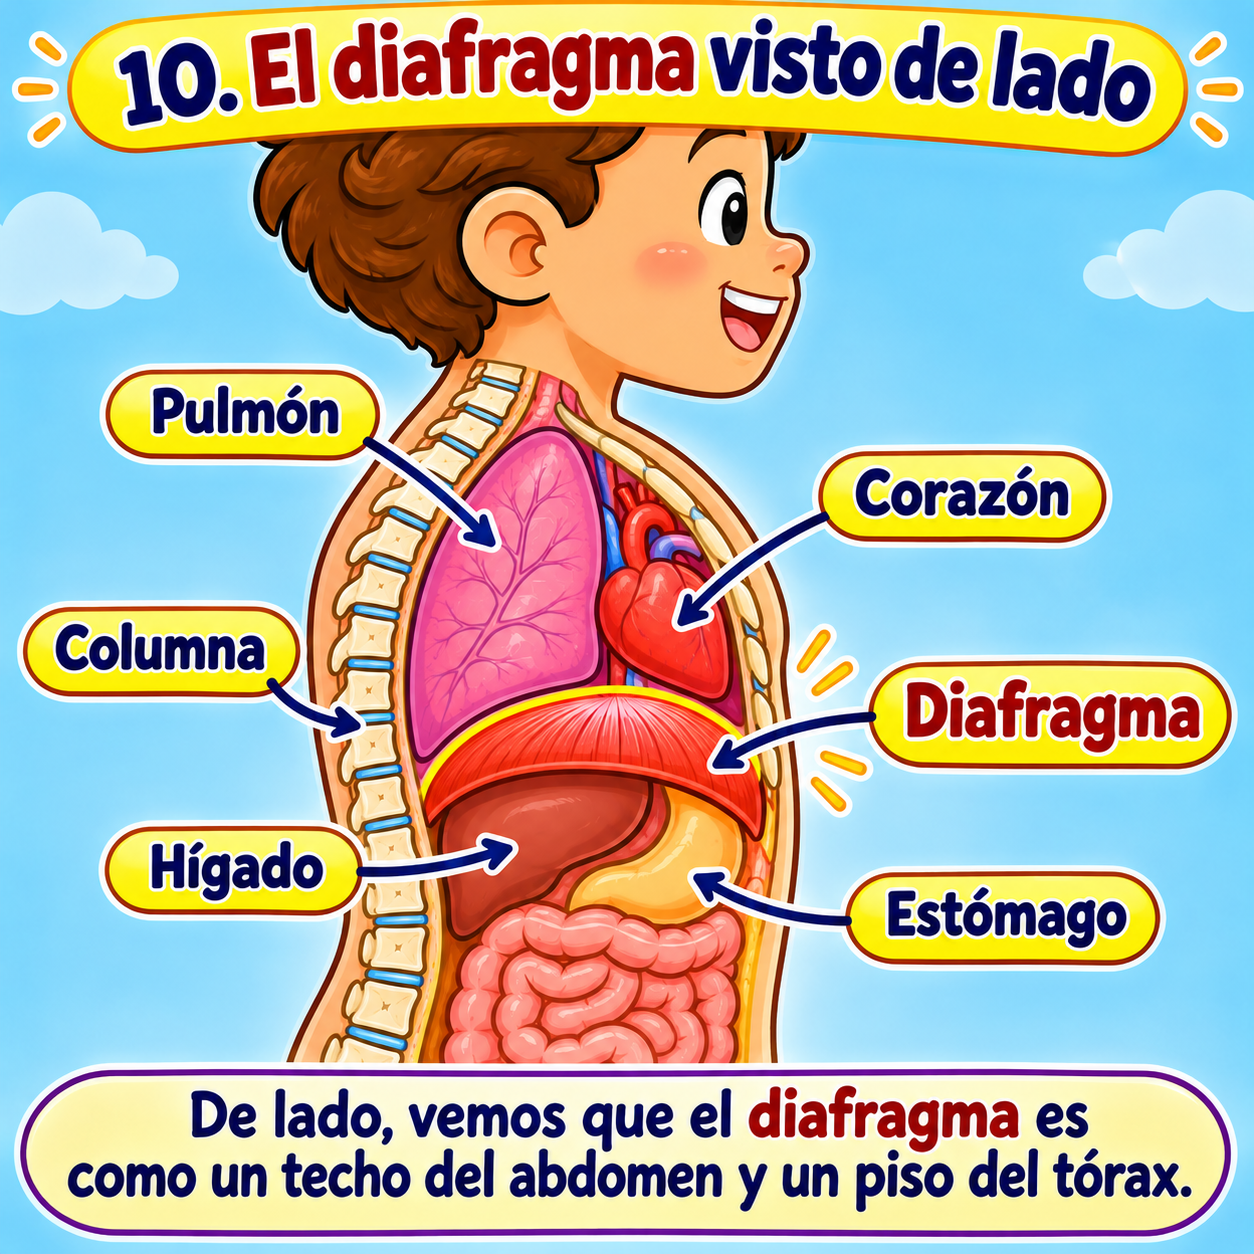 10. El diafragma visto de lado
Pulmón
Corazón
Columna
Diafragma
Hígado
Estómago
De lado, vemos que el diafragma es
como un techo del abdomen y un piso del tórax.